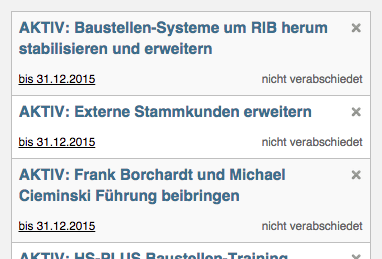 AKTIV: Baustellen-Systeme um RIB herum
stabilisieren und erweitern
bis 31.12.2015 nicht verabschiedet
AKTIV: Externe Stammkunden erweitern
bis 31.12.2015 nicht verabschiedet
AKTIV: Frank Borchardt und Michael
Cieminski Führung beibringen
bis 31.12.2015 nicht verabschiedet
AKTIV: HS-PLUS Baustellen-Training